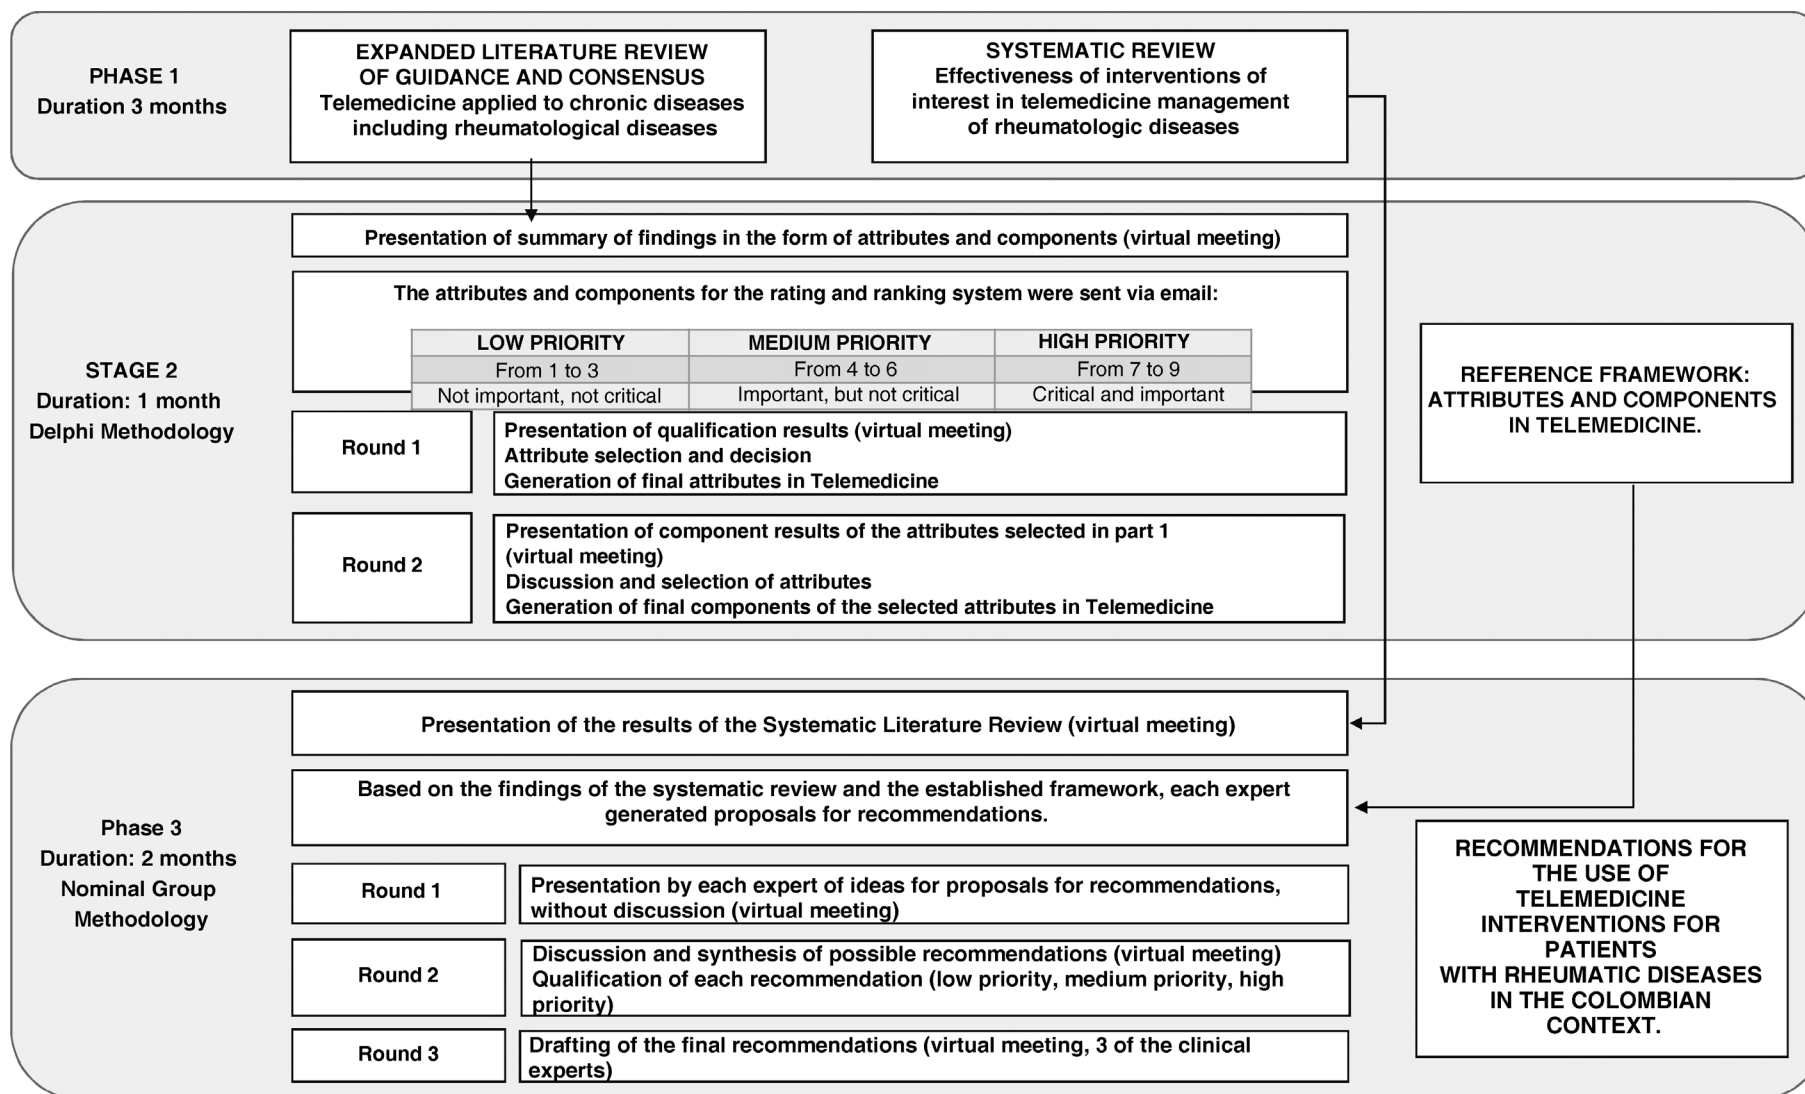 PHASE 1
Duration 3 months
EXPANDED LITERATURE REVIEW
OF GUIDANCE AND CONSENSUS
Telemedicine applied to chronic diseases
including rheumatological diseases
SYSTEMATIC REVIEW
Effectiveness of interventions of
interest in telemedicine management
of rheumatologic diseases
STAGE 2
Duration: 1 month
Delphi Methodology
Presentation of summary of findings in the form of attributes and components (virtual meeting)
The attributes and components for the rating and ranking system were sent via email:
LOW PRIORITY MEDIUM PRIORITY HIGH PRIORITY
From 1 to 3 From 4 to 6 From 7 to 9
Not important, not critical Important, but not critical Critical and important
Round 1
Presentation of qualification results (virtual meeting)
Attribute selection and decision
Generation of final attributes in Telemedicine
Round 2
Presentation of component results of the attributes selected in part 1
(virtual meeting)
Discussion and selection of attributes
Generation of final components of the selected attributes in Telemedicine
REFERENCE FRAMEWORK:
ATTRIBUTES AND COMPONENTS
IN TELEMEDICINE.
Phase 3
Duration: 2 months
Nominal Group
Methodology
Presentation of the results of the Systematic Literature Review (virtual meeting)
Based on the findings of the systematic review and the established framework, each expert
generated proposals for recommendations.
Round 1
Presentation by each expert of ideas for proposals for recommendations,
without discussion (virtual meeting)
Round 2
Discussion and synthesis of possible recommendations (virtual meeting)
Qualification of each recommendation (low priority, medium priority, high
priority)
Round 3
Drafting of the final recommendations (virtual meeting, 3 of the clinical
experts)
RECOMMENDATIONS FOR
THE USE OF
TELEMEDICINE
INTERVENTIONS FOR
PATIENTS
WITH RHEUMATIC DISEASES
IN THE COLOMBIAN
CONTEXT.